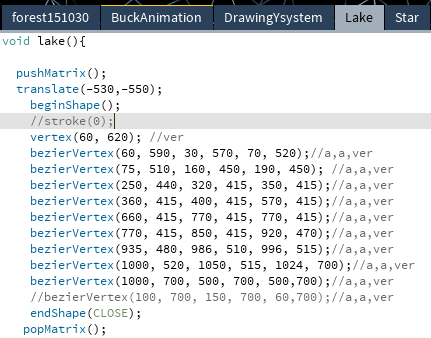 forest151030 BuckAnimation DrawingYsystem Lake Star
void lake(){
pushMatrix();
translate(-530,-550);
beginShape();
//stroke(0);
vertex(60, 620); //ver
bezierVertex(60, 590, 30, 570, 70, 520);//a,a,ver
bezierVertex(75, 510, 160, 450, 190, 450); //a,a,ver
bezierVertex(250, 440, 320, 415, 350, 415);//a,a,ver
bezierVertex(360, 415, 400, 415, 570, 415);//a,a,ver
bezierVertex(660, 415, 770, 415, 770, 415);//a,a,ver
bezierVertex(770, 415, 850, 415, 920, 470);//a,a,ver
bezierVertex(935, 480, 986, 510, 996, 515);//a,a,ver
bezierVertex(1000, 520, 1050, 515, 1024, 700);//a,a,ver
bezierVertex(1000, 700, 500, 700, 500,700);//a,a,ver
//bezierVertex(100, 700, 150, 700, 60,700);//a,a,ver
endShape(CLOSE);
popMatrix();